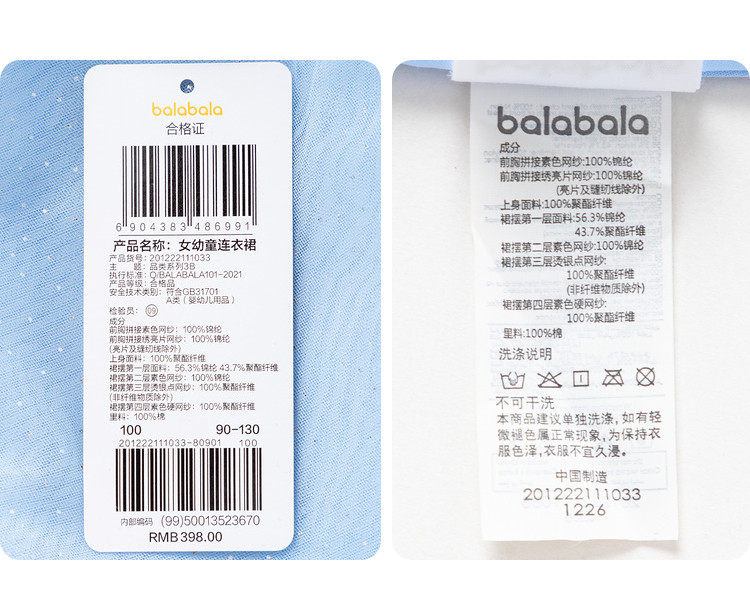 balabala
合格证
6 904383 486991
产品名称：女幼童连衣裙
产品货号：201222111033
主　题：品类系列3B
执行标准：Q/BALABALA101-2021
产品等级：合格品
安全技术类别：符合GB31701
A类（婴幼儿用品）
检验员：09
成分
前胸拼接素色网纱：100%锦纶
前胸拼接绣亮片网纱：100%锦纶
(亮片及缝纫线除外)
上身面料：100%聚酯纤维
裙摆第一层面料：56.3%锦纶 43.7%聚酯纤维
裙摆第二层素色网纱：100%锦纶
裙摆第三层烫银点网纱：100%聚酯纤维
(非纤维物质除外)
裙摆第四层素色硬网纱：100%聚酯纤维
里料：100%棉
100 90-130
201222111033-80901 100
内部编码 (99)50013523670
RMB398.00
balabala
成分
前胸拼接素色网纱:100%锦纶
前胸拼接绣亮片网纱:100%锦纶
(亮片及缝纫线除外)
上身面料:100%聚酯纤维
裙摆第一层面料:56.3%锦纶
43.7%聚酯纤维
裙摆第二层素色网纱:100%锦纶
裙摆第三层烫银点网纱:
100%聚酯纤维
(非纤维物质除外)
裙摆第四层素色硬网纱:
100%聚酯纤维
里料:100%棉
洗涤说明
不可干洗
本商品建议单独洗涤,如有轻
微褪色属正常现象,为保持衣
服色泽,衣服不宜久浸。
中国制造
201222111033
1226